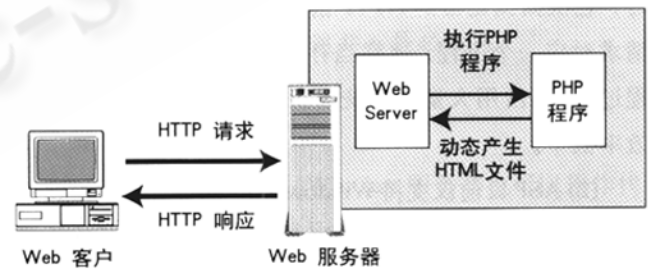 执行PHP
程序
Web
Server
PHP
程序
动态产生
HTML文件
HTTP 请求
HTTP 响应
Web 客户
Web 服务器